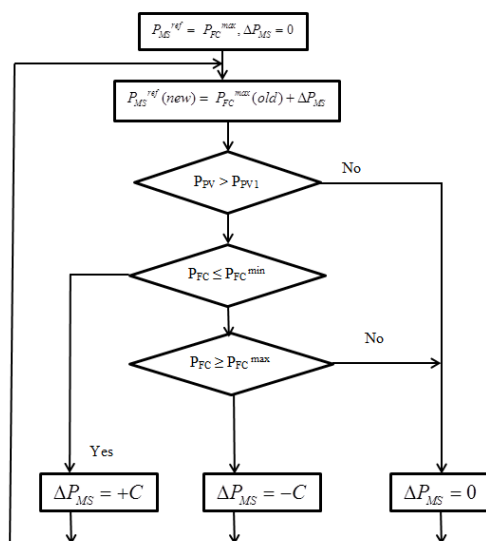 P_MS^ref = P_FC^max, ΔP_MS = 0
P_MS^ref (new) = P_FC^max (old) + ΔP_MS
P_PV > P_PV1
No
P_FC ≤ P_FC^min
P_FC ≥ P_FC^max
No
Yes
ΔP_MS = +C
ΔP_MS = −C
ΔP_MS = 0